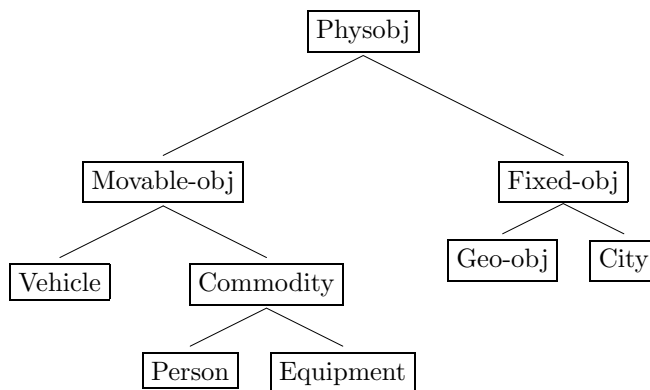 Physobj
Movable-obj
Fixed-obj
Vehicle
Commodity
Geo-obj
City
Person
Equipment